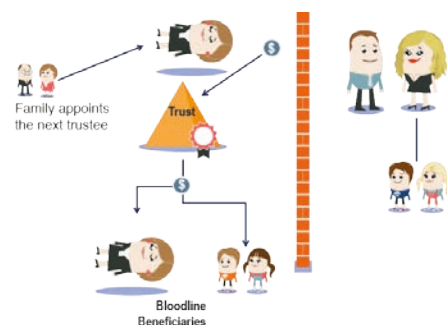 $
Trust
Family appoints
the next trustee
$
Bloodline
Beneficiaries